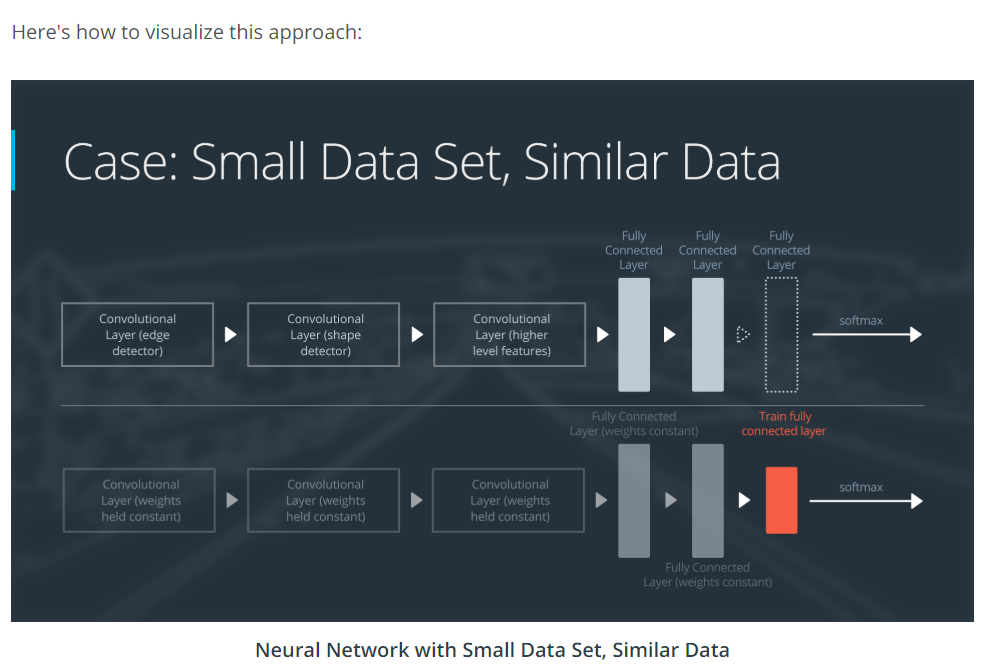 Here's how to visualize this approach:
Case: Small Data Set, Similar Data
Fully
Connected
Layer
Fully
Connected
Layer
Fully
Connected
Layer
Convolutional
Layer (edge
detector)
Convolutional
Layer (shape
detector)
Convolutional
Layer (higher
level features)
softmax
Fully Connected
Layer (weights constant)
Train fully
connected layer
Convolutional
Layer (weights
held constant)
Convolutional
Layer (weights
held constant)
Convolutional
Layer (weights
held constant)
softmax
Fully Connected
Layer (weights constant)
Neural Network with Small Data Set, Similar Data